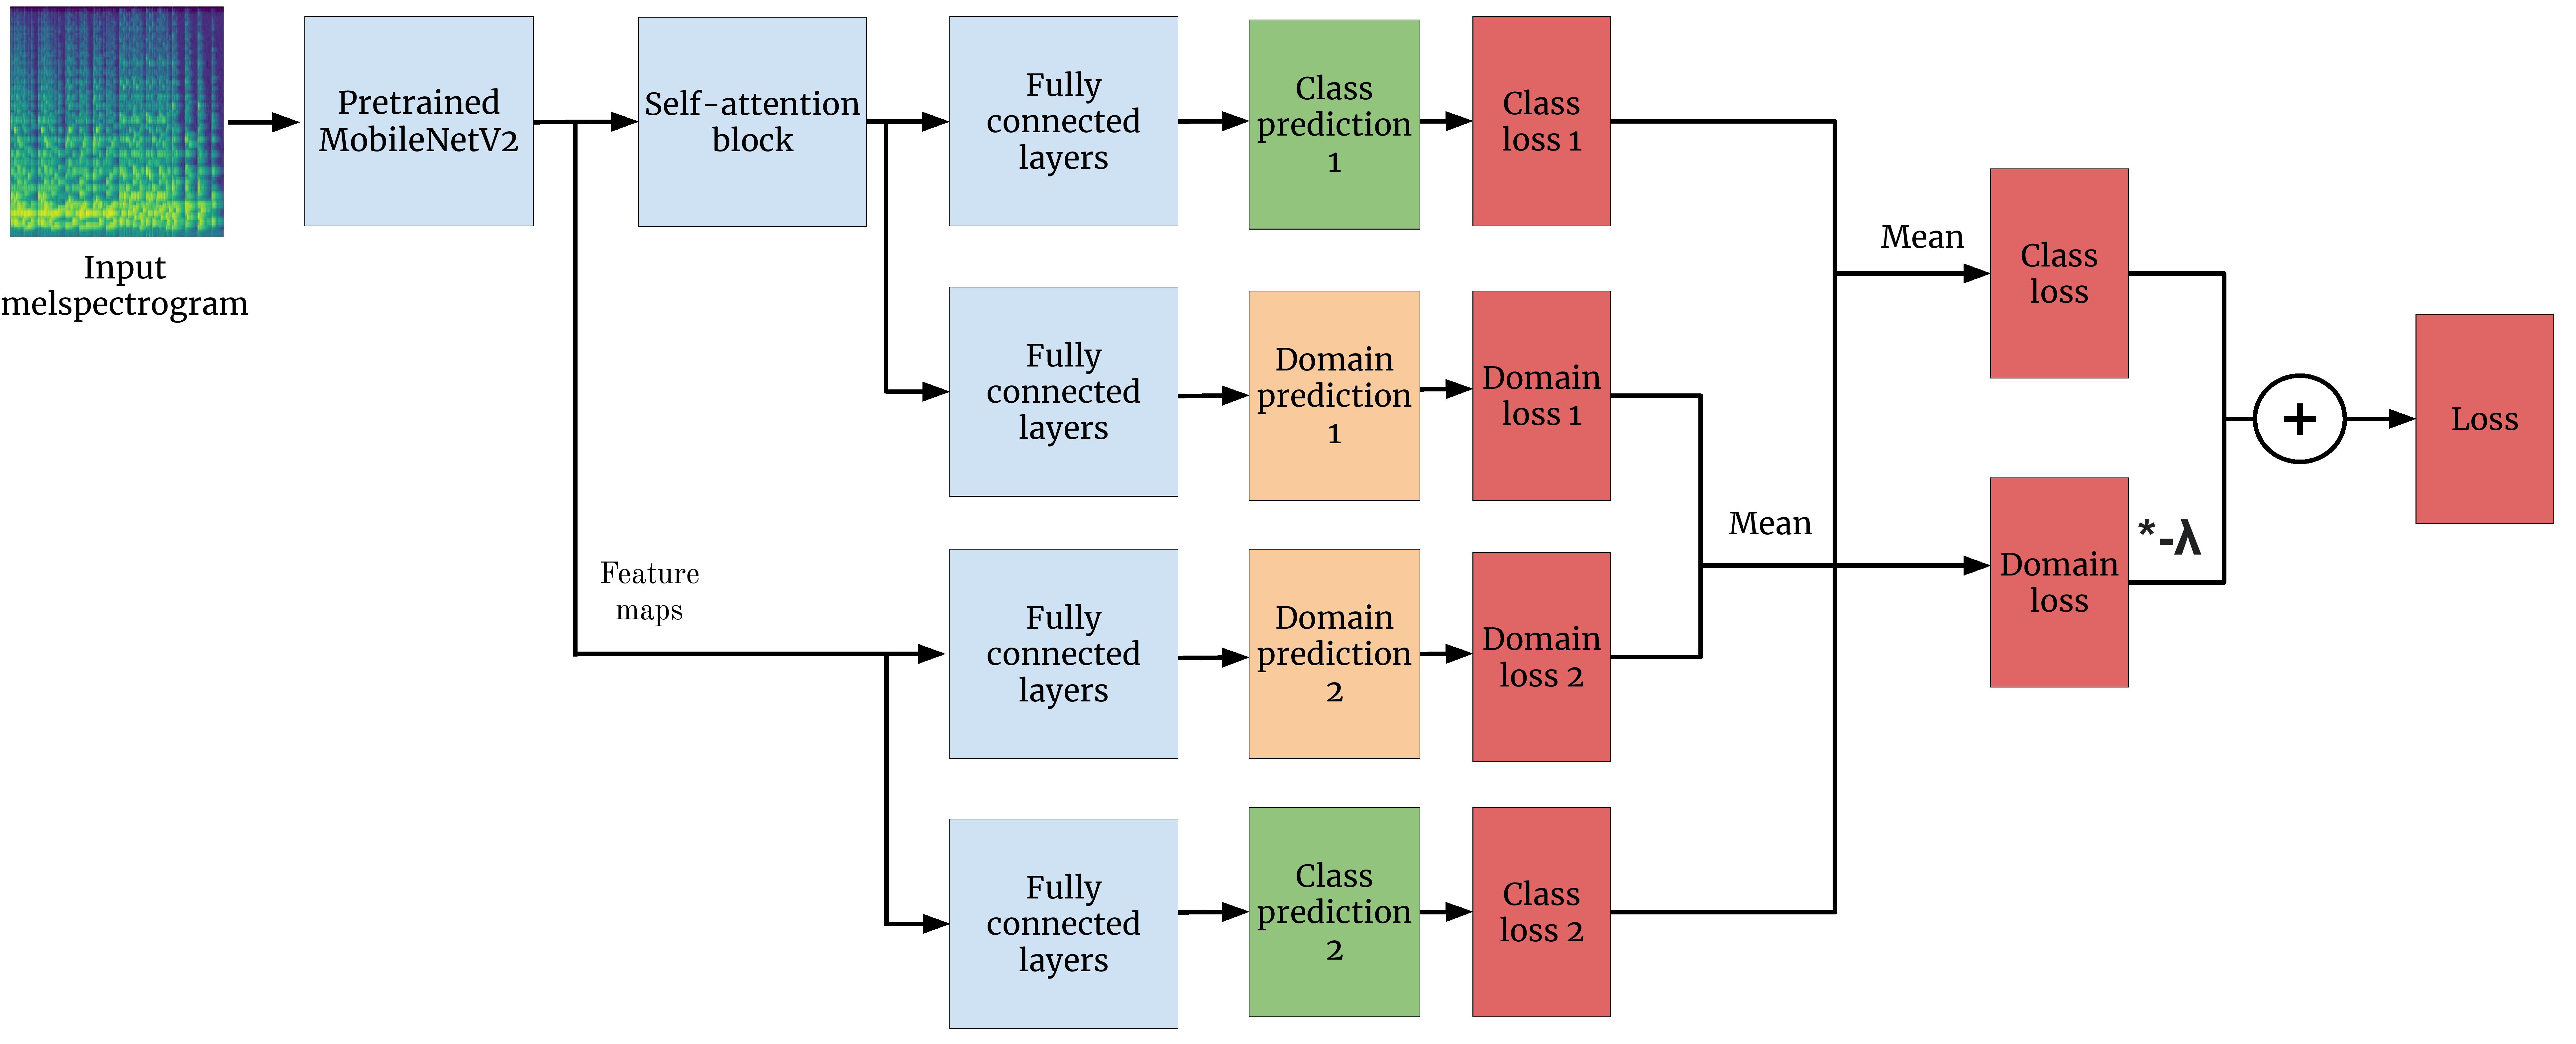 Input
melspectrogram
Pretrained
MobileNetV2
Self-attention
block
Feature
maps
Fully
connected
layers
Class
prediction
1
Class
loss 1
Fully
connected
layers
Domain
prediction
1
Domain
loss 1
Fully
connected
layers
Domain
prediction
2
Domain
loss 2
Fully
connected
layers
Class
prediction
2
Class
loss 2
Mean
Mean
Class
loss
Domain
loss
*-λ
+
Loss